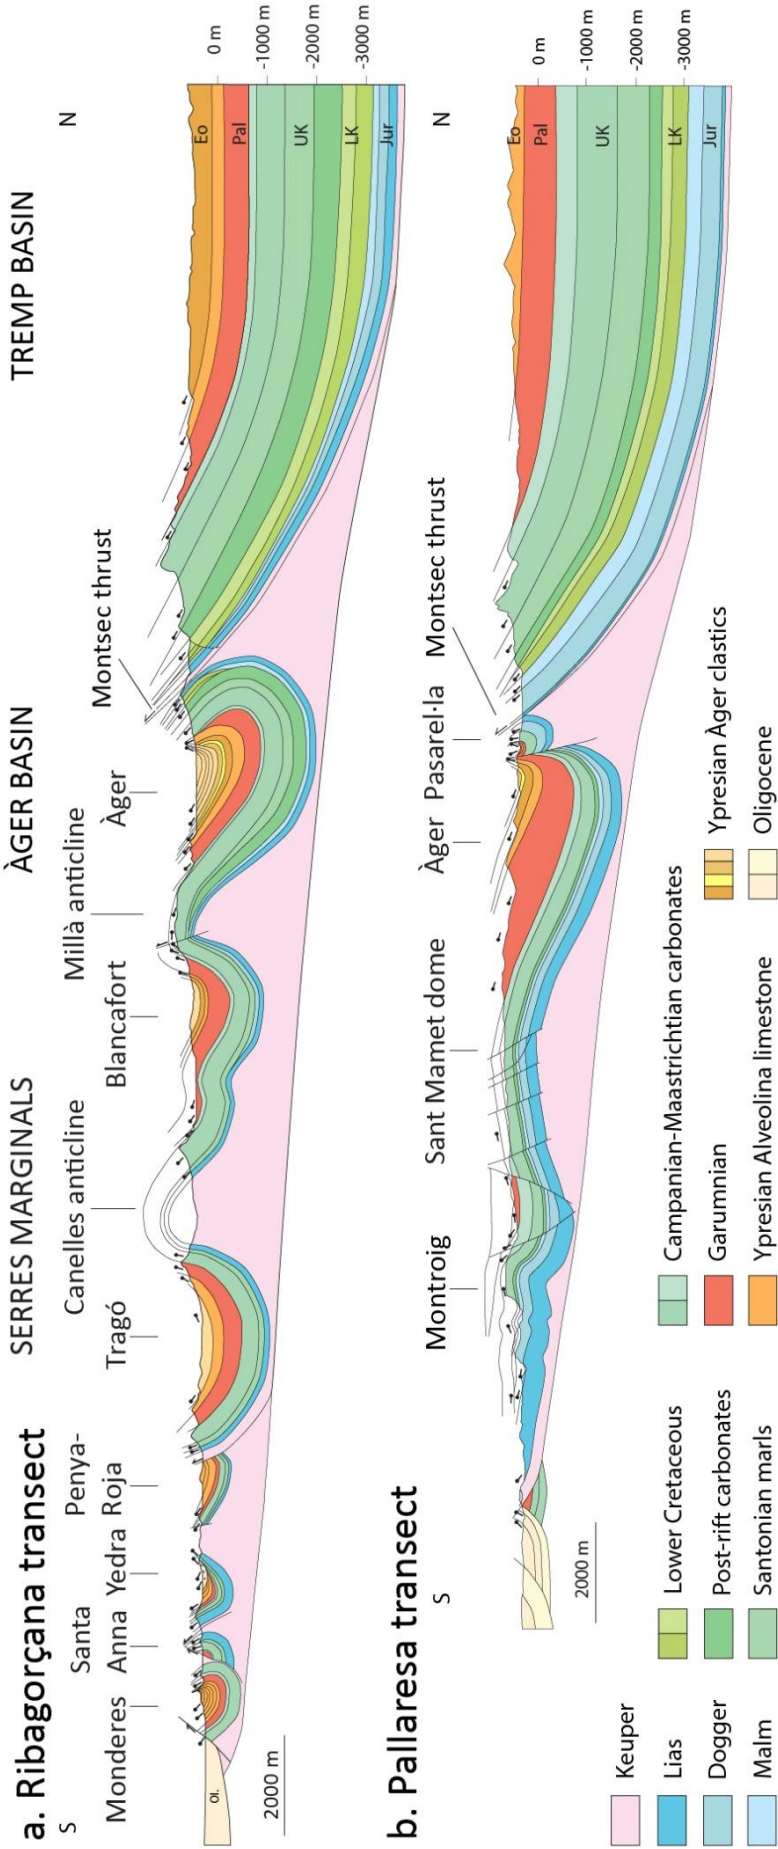 a. Ribagorçana transect
SERRES MARGINALS
ÀGER BASIN
TREMP BASIN
S
N
Monderes
Santa
Anna
Yedra
Penya-
Roja
Tragó
Canelles anticline
Blancafort
Millà anticline
Àger
Montsec thrust
Ol.
Eo
Pal
UK
LK
Jur
0 m
-1000 m
-2000 m
-3000 m
2000 m
b. Pallaresa transect
S
N
Montroig
Sant Mamet dome
Àger
Pasarel·la
Montsec thrust
Eo
Pal
UK
LK
Jur
0 m
-1000 m
-2000 m
-3000 m
2000 m
Keuper
Lias
Dogger
Malm
Lower Cretaceous
Post-rift carbonates
Santonian marls
Campanian-Maastrichtian carbonates
Garumnian
Ypresian Alveolina limestone
Ypresian Àger clastics
Oligocene